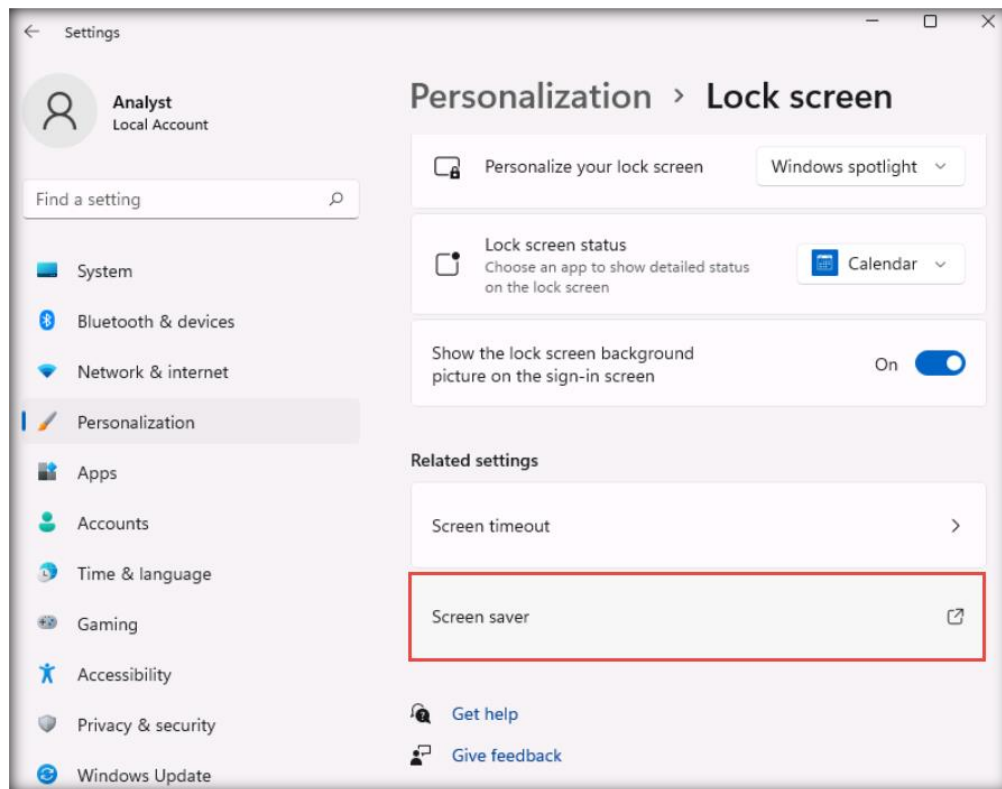 Settings
Analyst
Local Account
Find a setting
System
Bluetooth & devices
Network & internet
Personalization
Apps
Accounts
Time & language
Gaming
Accessibility
Privacy & security
Windows Update
Personalization > Lock screen
Personalize your lock screen
Windows spotlight
Lock screen status
Choose an app to show detailed status
on the lock screen
Calendar
Show the lock screen background
picture on the sign-in screen
On
Related settings
Screen timeout
Screen saver
Get help
Give feedback